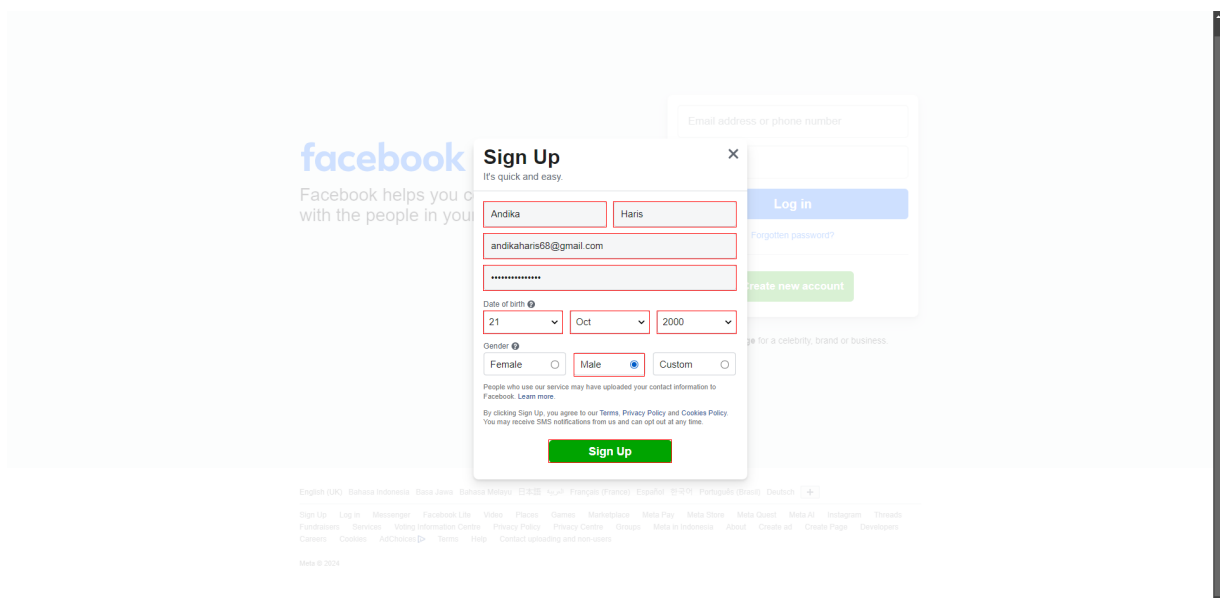 Email address or phone number
facebook
Facebook helps you c
with the people in your
Log in
Forgotten password?
Create new account
ge for a celebrity, brand or business.
Sign Up
It's quick and easy.
Andika
Haris
andikaharis68@gmail.com
•••••••••••••••
Date of birth
21
Oct
2000
Gender
Female
Male
Custom
People who use our service may have uploaded your contact information to
Facebook. Learn more.
By clicking Sign Up, you agree to our Terms, Privacy Policy and Cookies Policy.
You may receive SMS notifications from us and can opt out at any time.
Sign Up
English (UK) Bahasa Indonesia Basa Jawa Bahasa Melayu 日本語 العربية Français (France) Español 한국어 Português (Brasil) Deutsch +
Sign Up Log in Messenger Facebook Lite Video Places Games Marketplace Meta Pay Meta Store Meta Quest Meta AI Instagram Threads
Fundraisers Services Voting Information Centre Privacy Policy Privacy Centre Groups Meta in Indonesia About Create ad Create Page Developers
Careers Cookies AdChoices Terms Help Contact uploading and non-users
Meta © 2024